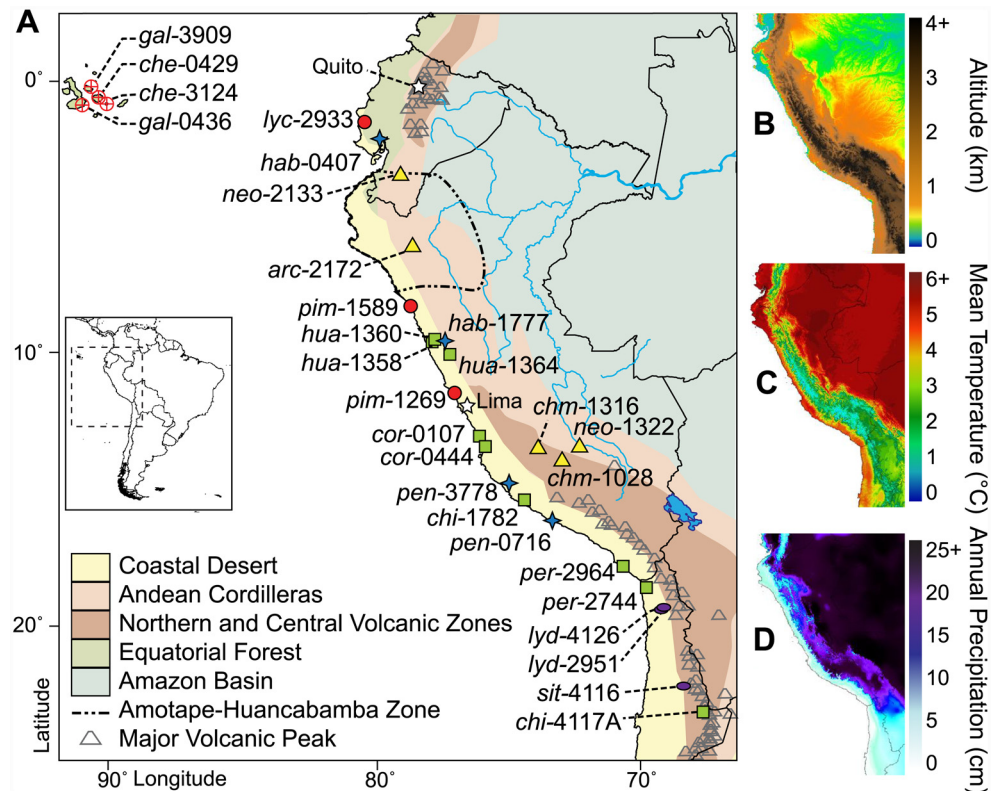 A
gal-3909
che-0429
che-3124
gal-0436
0°
10°
20°
Latitude
90°
Longitude
80°
70°
Quito
lyc-2933
hab-0407
neo-2133
arc-2172
pim-1589
hua-1360
hab-1777
hua-1358
hua-1364
pim-1269
Lima
chm-1316
neo-1322
cor-0107
cor-0444
chm-1028
pen-3778
chi-1782
pen-0716
per-2964
per-2744
lyd-4126
lyd-2951
sit-4116
chi-4117A
Coastal Desert
Andean Cordilleras
Northern and Central Volcanic Zones
Equatorial Forest
Amazon Basin
Amotape-Huancabamba Zone
Major Volcanic Peak
B
4+
3
2
1
0
Altitude (km)
C
6+
5
4
3
2
1
0
Mean Temperature (°C)
D
25+
20
15
10
5
0
Annual Precipitation (cm)